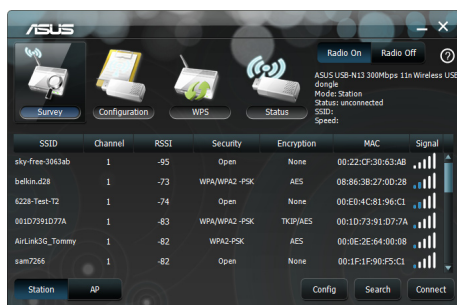 ASUS
Radio On Radio Off
ASUS USB-N13 300Mbps 11n Wireless USB
dongle
Mode: Station
Status: unconnected
SSID:
Speed:
Survey Configuration WPS Status
SSID Channel RSSI Security Encryption MAC Signal
sky-free-3063ab 1 -95 Open None 00:22:CF:30:63:AB
belkin.d28 1 -73 WPA/WPA2 -PSK AES 08:86:3B:27:0D:28
6228-Test-T2 1 -74 Open None 00:E0:4C:81:96:C1
001D7391D77A 1 -83 WPA/WPA2 -PSK TKIP/AES 00:1D:73:91:D7:7A
AirLink3G_Tommy 1 -82 WPA2-PSK AES 00:0E:2E:64:00:08
sam7266 1 -82 Open None 00:1F:1F:90:F5:C1
Station AP Config Search Connect